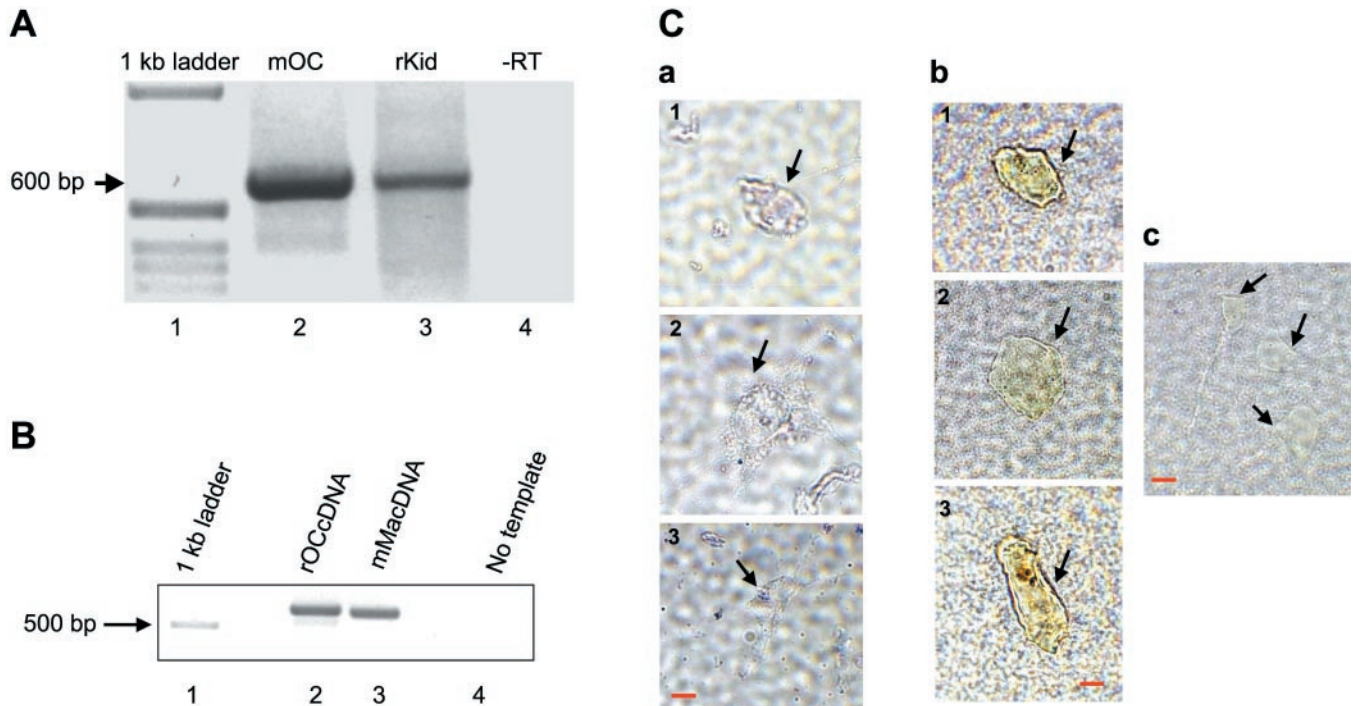 A
1 kb ladder mOC rKid -RT
600 bp
1 2 3 4
B
1 kb ladder rOCcDNA mMacDNA No template
500 bp
1 2 3 4
C
a
1
2
3
b
1
2
3
c